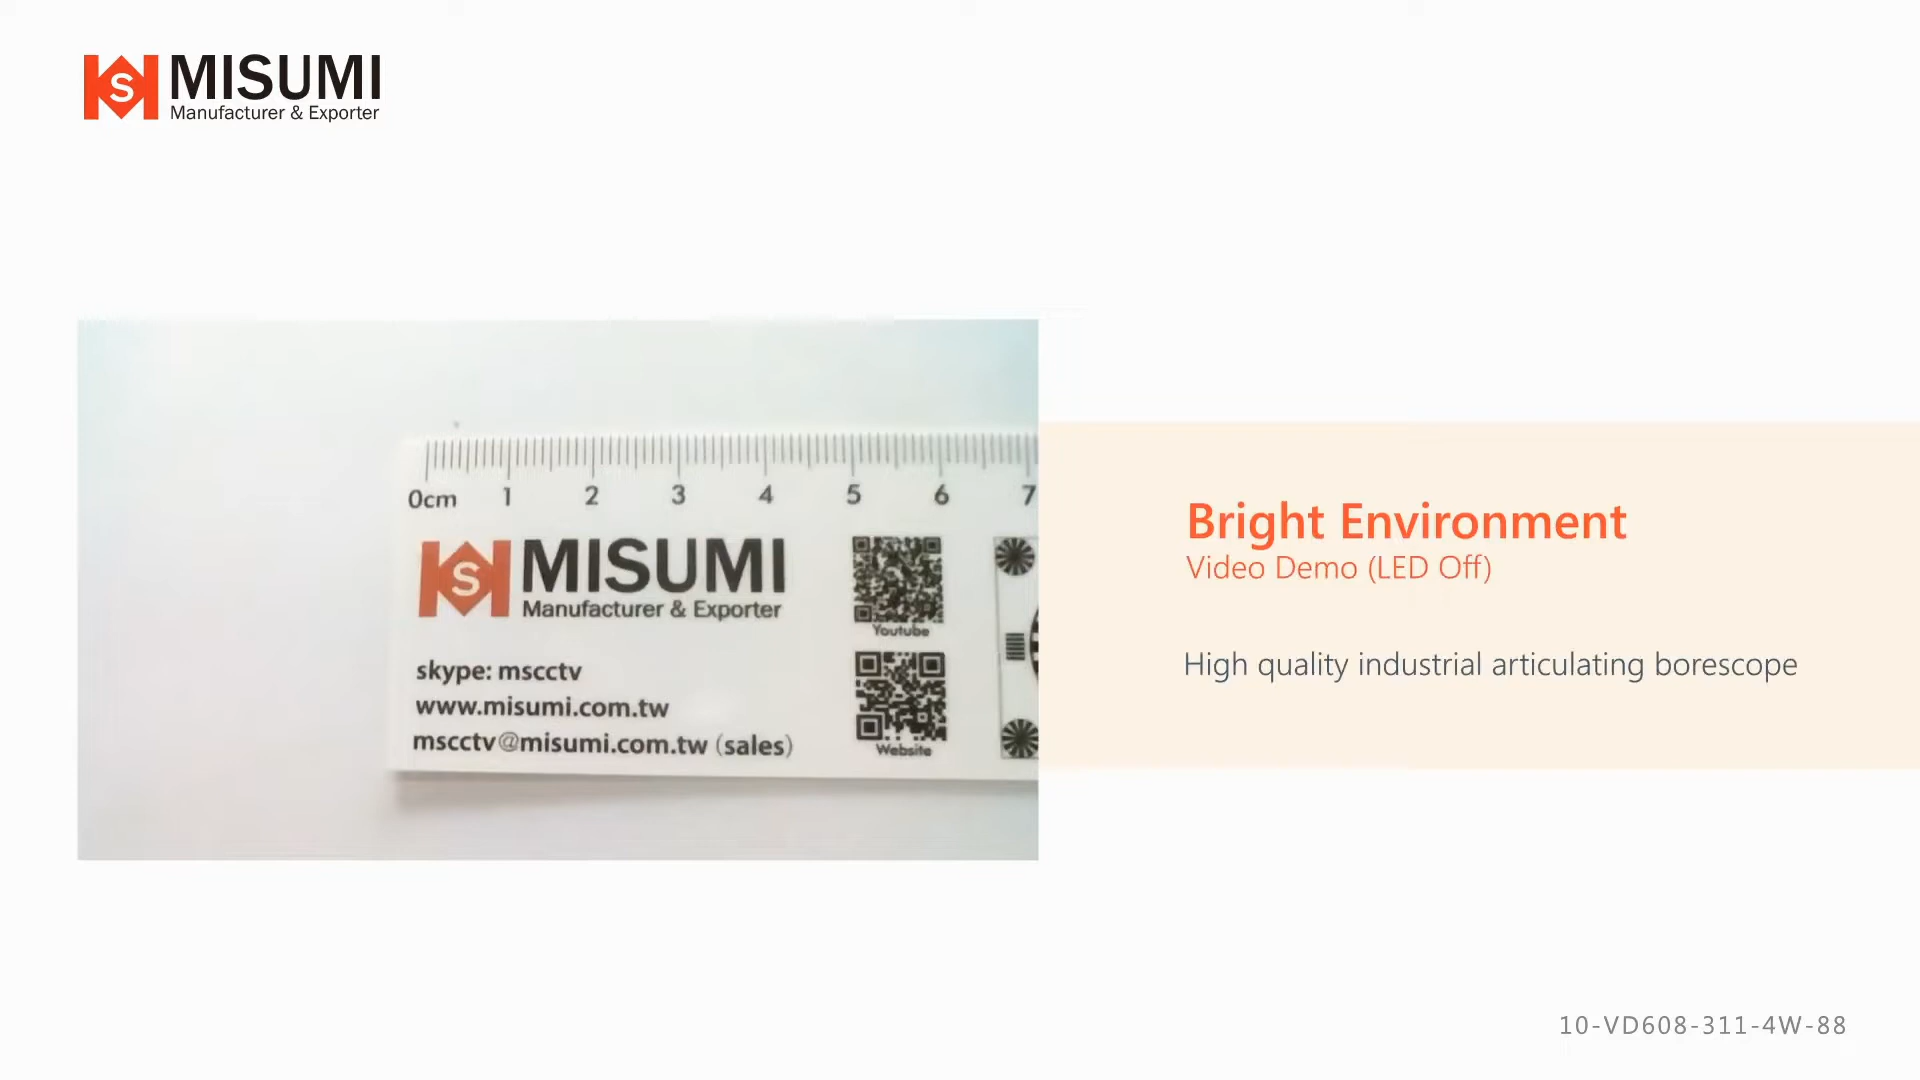 MISUMI
Manufacturer & Exporter
0cm 1 2 3 4 5 6 7
MISUMI
Manufacturer & Exporter
Youtube
skype: mscctv
www.misumi.com.tw
mscctv@misumi.com.tw (sales)
Website
Bright Environment
Video Demo (LED Off)
High quality industrial articulating borescope
10-VD608-311-4W-88